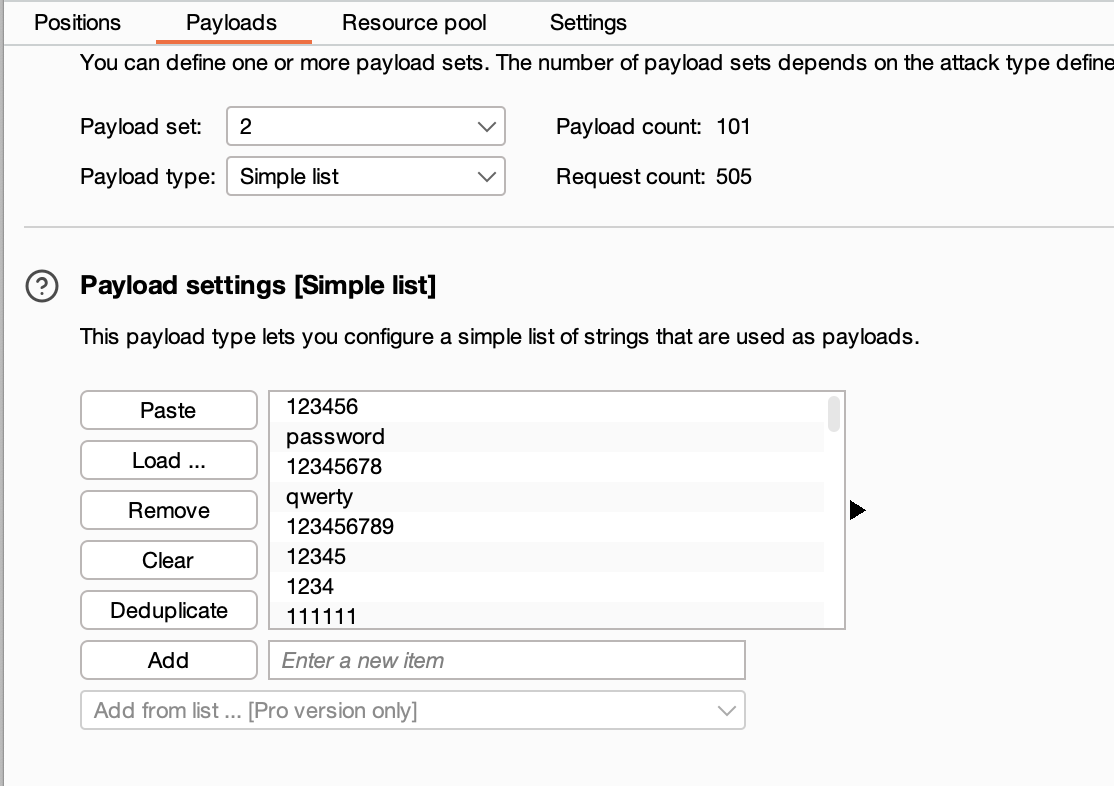 Positions Payloads Resource pool Settings
You can define one or more payload sets. The number of payload sets depends on the attack type define
Payload set: 2 Payload count: 101
Payload type: Simple list Request count: 505
? Payload settings [Simple list]
This payload type lets you configure a simple list of strings that are used as payloads.
Paste
Load ...
Remove
Clear
Deduplicate
123456
password
12345678
qwerty
123456789
12345
1234
111111
Add Enter a new item
Add from list ... [Pro version only]